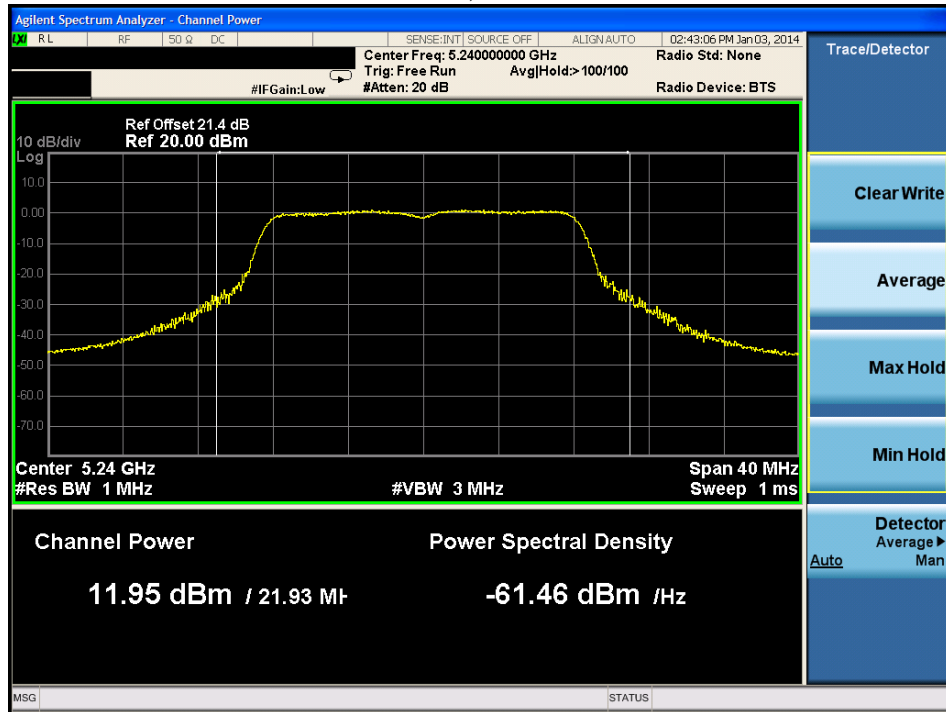 Agilent Spectrum Analyzer - Channel Power
LXI RL RF 50 Ω DC SENSE:INT SOURCE OFF ALIGN AUTO 02:43:06 PM Jan 03, 2014
Center Freq: 5.240000000 GHz Radio Std: None
Trig: Free Run Avg|Hold:> 100/100
#IFGain:Low #Atten: 20 dB Radio Device: BTS
Ref Offset 21.4 dB
10 dB/div Ref 20.00 dBm
Log
10.0
0.00
-10.0
-20.0
-30.0
-40.0
-50.0
-60.0
-70.0
Center 5.24 GHz Span 40 MHz
#Res BW 1 MHz #VBW 3 MHz Sweep 1 ms
Channel Power Power Spectral Density
11.95 dBm / 21.93 MH -61.46 dBm /Hz
MSG STATUS
Trace/Detector
Clear Write
Average
Max Hold
Min Hold
Detector
Average ▶
Auto Man